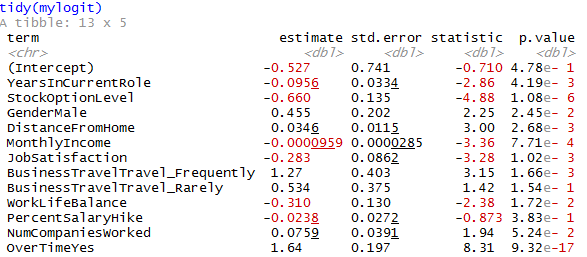 tidy(mylogit)
A tibble: 13 x 5
term estimate std.error statistic p.value
<chr> <dbl> <dbl> <dbl> <dbl>
(Intercept) -0.527 0.741 -0.710 4.78e- 1
YearsInCurrentRole -0.0956 0.0334 -2.86 4.19e- 3
StockOptionLevel -0.660 0.135 -4.88 1.08e- 6
GenderMale 0.455 0.202 2.25 2.45e- 2
DistanceFromHome 0.0346 0.0115 3.00 2.68e- 3
MonthlyIncome -0.0000959 0.0000285 -3.36 7.71e- 4
JobSatisfaction -0.283 0.0862 -3.28 1.02e- 3
BusinessTravelTravel_Frequently 1.27 0.403 3.15 1.66e- 3
BusinessTravelTravel_Rarely 0.534 0.375 1.42 1.54e- 1
WorkLifeBalance -0.310 0.130 -2.38 1.72e- 2
PercentSalaryHike -0.0238 0.0272 -0.873 3.83e- 1
NumCompaniesWorked 0.0759 0.0391 1.94 5.24e- 2
OverTimeYes 1.64 0.197 8.31 9.32e-17